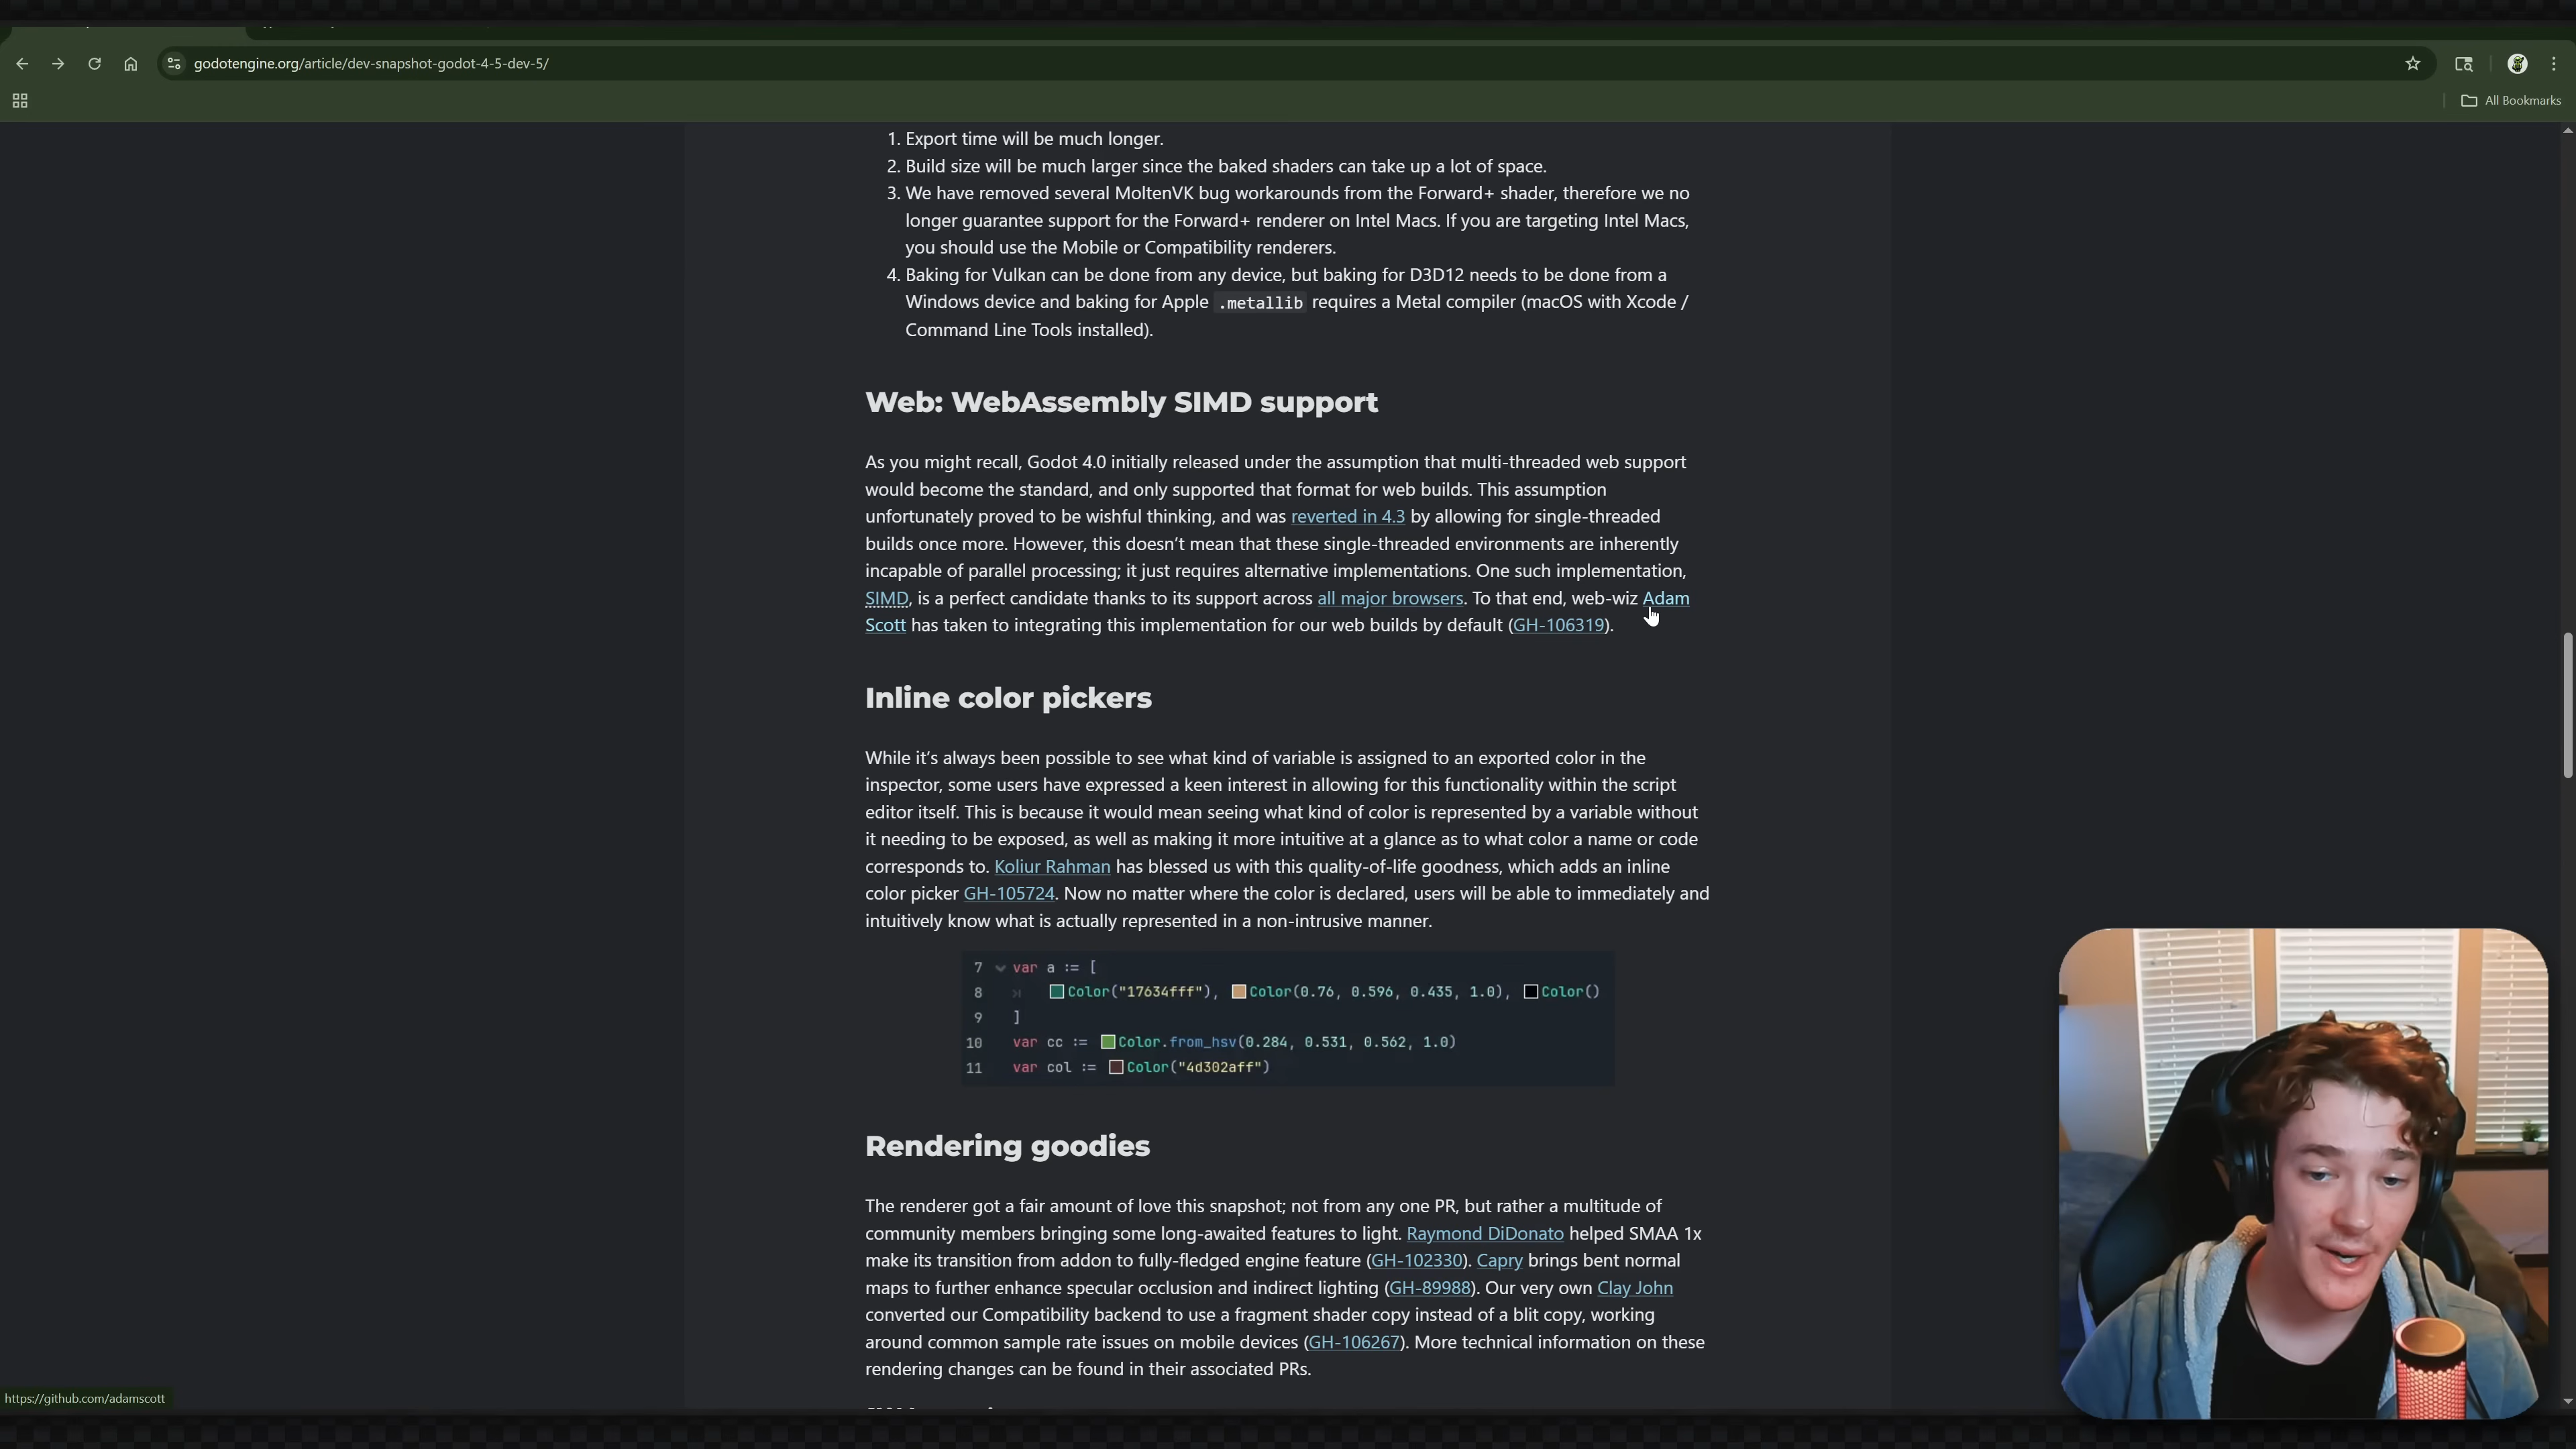 godotengine.org/article/dev-snapshot-godot-4-5-dev-5/
All Bookmarks
1. Export time will be much longer.
2. Build size will be much larger since the baked shaders can take up a lot of space.
3. We have removed several MoltenVK bug workarounds from the Forward+ shader, therefore we no
longer guarantee support for the Forward+ renderer on Intel Macs. If you are targeting Intel Macs,
you should use the Mobile or Compatibility renderers.
4. Baking for Vulkan can be done from any device, but baking for D3D12 needs to be done from a
Windows device and baking for Apple .metallib requires a Metal compiler (macOS with Xcode /
Command Line Tools installed).
Web: WebAssembly SIMD support
As you might recall, Godot 4.0 initially released under the assumption that multi-threaded web support
would become the standard, and only supported that format for web builds. This assumption
unfortunately proved to be wishful thinking, and was reverted in 4.3 by allowing for single-threaded
builds once more. However, this doesn’t mean that these single-threaded environments are inherently
incapable of parallel processing; it just requires alternative implementations. One such implementation,
SIMD, is a perfect candidate thanks to its support across all major browsers. To that end, web-wiz Adam
Scott has taken to integrating this implementation for our web builds by default (GH-106319).
Inline color pickers
While it’s always been possible to see what kind of variable is assigned to an exported color in the
inspector, some users have expressed a keen interest in allowing for this functionality within the script
editor itself. This is because it would mean seeing what kind of color is represented by a variable without
it needing to be exposed, as well as making it more intuitive at a glance as to what color a name or code
corresponds to. Koliur Rahman has blessed us with this quality-of-life goodness, which adds an inline
color picker GH-105724. Now no matter where the color is declared, users will be able to immediately and
intuitively know what is actually represented in a non-intrusive manner.
7 var a := [
8 Color("17634fff"), Color(0.76, 0.596, 0.435, 1.0), Color()
9 ]
10 var cc := Color.from_hsv(0.284, 0.531, 0.562, 1.0)
11 var col := Color("4d302aff")
Rendering goodies
The renderer got a fair amount of love this snapshot; not from any one PR, but rather a multitude of
community members bringing some long-awaited features to light. Raymond DiDonato helped SMAA 1x
make its transition from addon to fully-fledged engine feature (GH-102330). Capry brings bent normal
maps to further enhance specular occlusion and indirect lighting (GH-89988). Our very own Clay John
converted our Compatibility backend to use a fragment shader copy instead of a blit copy, working
around common sample rate issues on mobile devices (GH-106267). More technical information on these
rendering changes can be found in their associated PRs.
https://github.com/adamscott